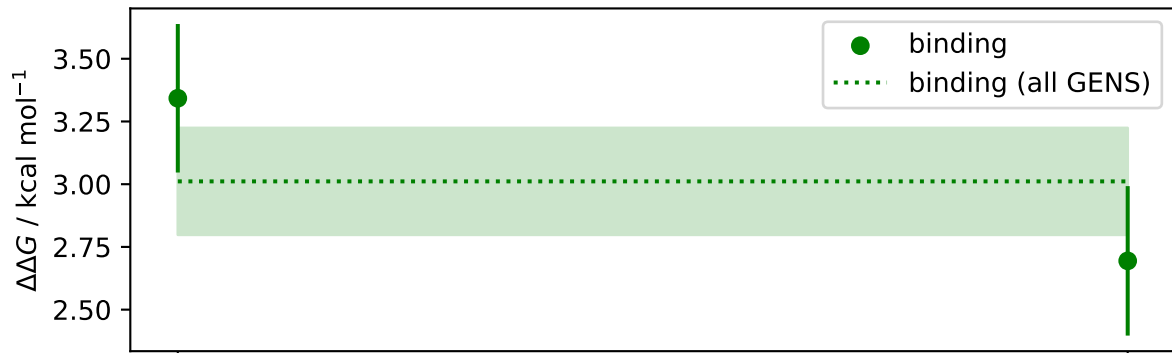 ΔΔG / kcal mol⁻¹
3.50
3.25
3.00
2.75
2.50
binding
binding (all GENS)